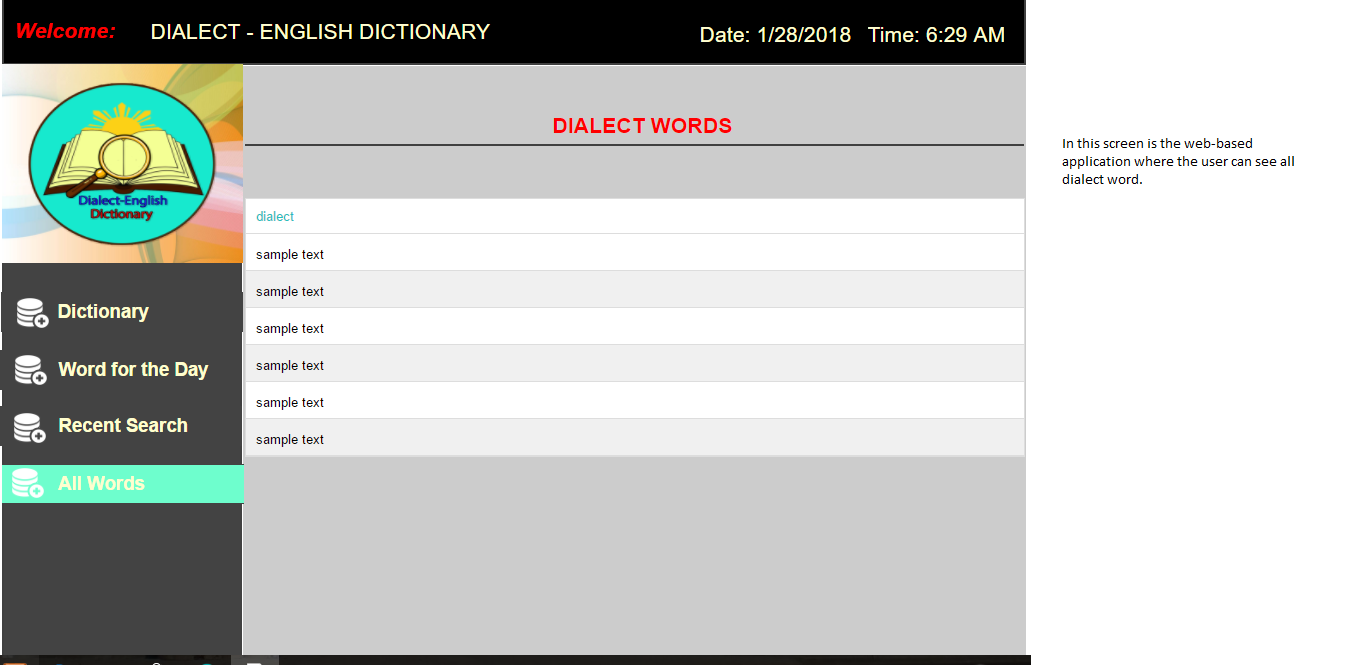 Welcome: DIALECT - ENGLISH DICTIONARY Date: 1/28/2018 Time: 6:29 AM
Dialect-English
Dictionary
Dictionary
Word for the Day
Recent Search
All Words
DIALECT WORDS
dialect
sample text
sample text
sample text
sample text
sample text
sample text
In this screen is the web-based
application where the user can see all
dialect word.